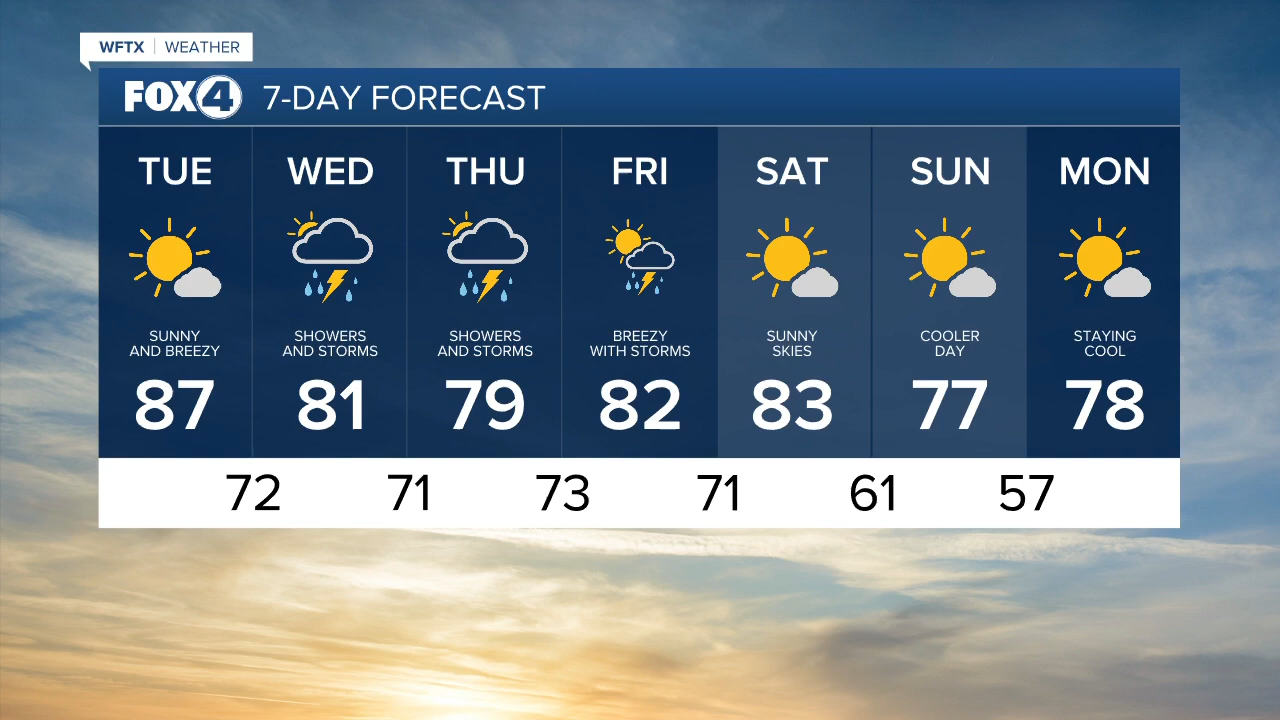 WFTX | WEATHER
FOX 4 7-DAY FORECAST
TUE WED THU FRI SAT SUN MON
SUNNY SHOWERS SHOWERS BREEZY SUNNY COOLER STAYING
AND BREEZY AND STORMS AND STORMS WITH STORMS SKIES DAY COOL
87 81 79 82 83 77 78
72 71 73 71 61 57